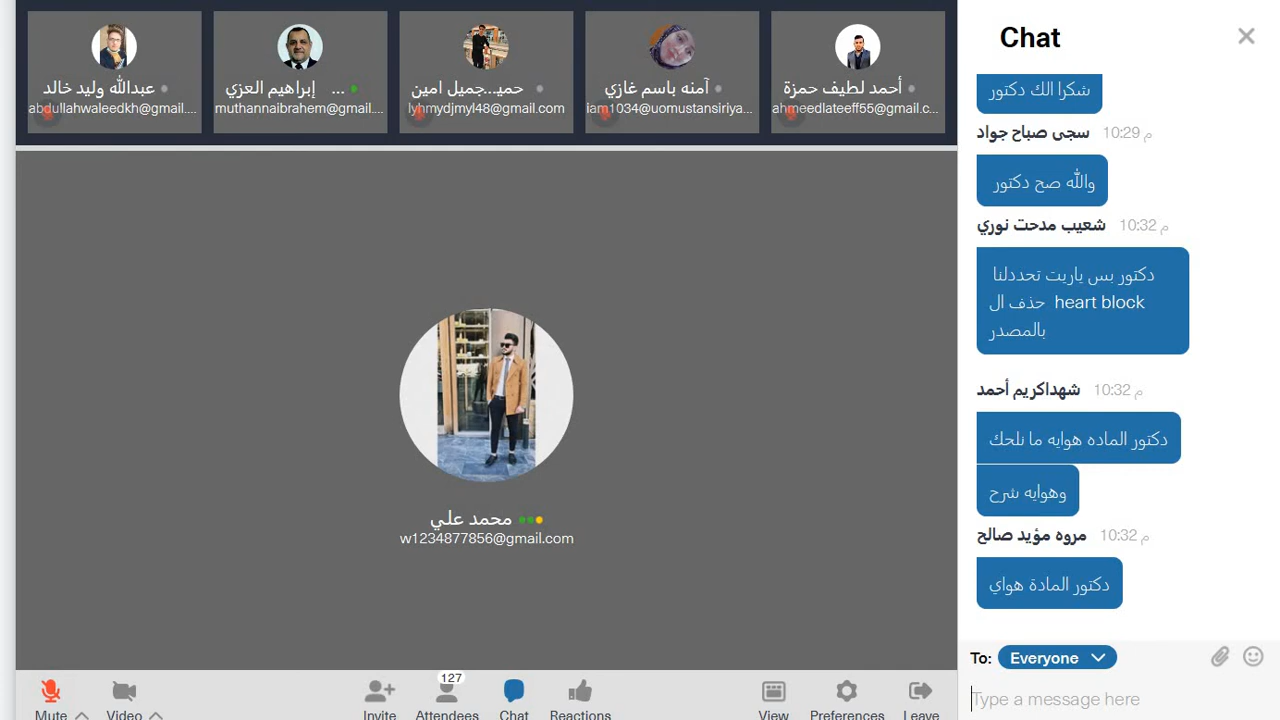 عبدالله وليد خالد
abdullahwaleedkh@gmail....
إبراهيم العزي ...
muthannaibrahem@gmail....
حميـ...جميل امين
lyhmydjmyl48@gmail.com
آمنه باسم غازي
iam1034@uomustansiriya...
أحمد لطيف حمزة
ahmedlateeff55@gmail.c...
محمد علي
w1234877856@gmail.com
Chat
شكرا الك دكتور
سجى صباح جواد 10:29 م
والله صح دكتور
شعيب مدحت نوري 10:32 م
دكتور بس ياريت تحددلنا
حذف ال heart block
بالمصدر
شهداكريم أحمد 10:32 م
دكتور الماده هوايه ما نلحك
وهوايه شرح
مروه مؤيد صالح 10:32 م
دكتور المادة هواي
To: Everyone
Type a message here
Mute
Video
Invite
127
Attendees
Chat
Reactions
View
Preferences
Leave